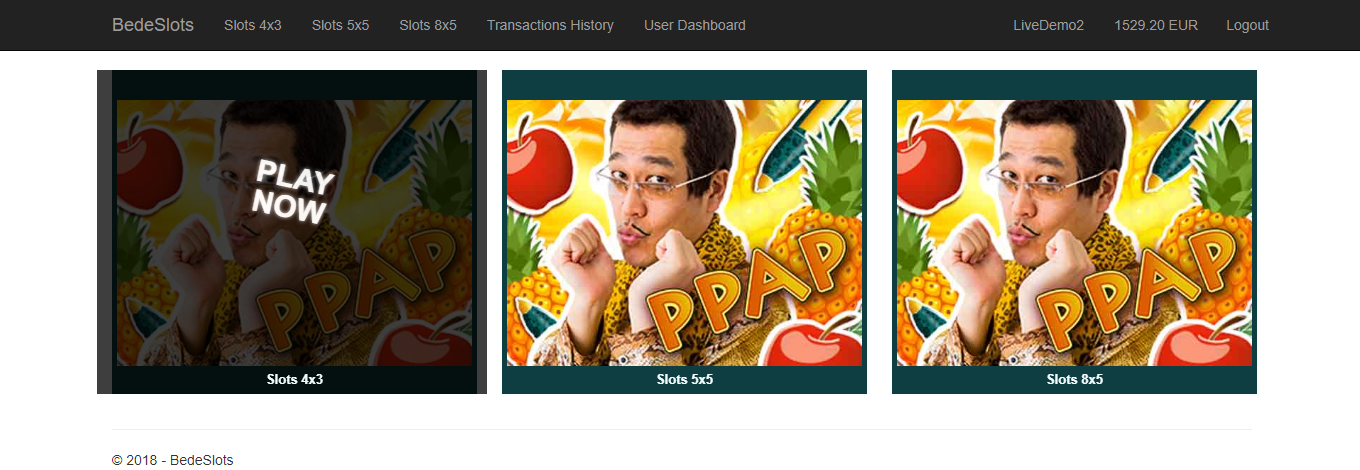 BedeSlots Slots 4x3 Slots 5x5 Slots 8x5 Transactions History User Dashboard LiveDemo2 1529.20 EUR Logout
PLAY
NOW
PPAP
Slots 4x3
PPAP
Slots 5x5
PPAP
Slots 8x5
© 2018 - BedeSlots